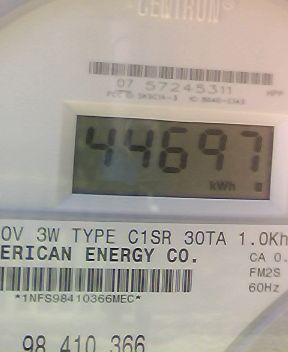 CENTRON®
07 57245311
44697
kWh
0V 3W TYPE C1SR 30TA 1.0Kh
ERICAN ENERGY CO.
CA 0.
FM2S
60Hz
*1NFS98410366MEC*
98 410 366